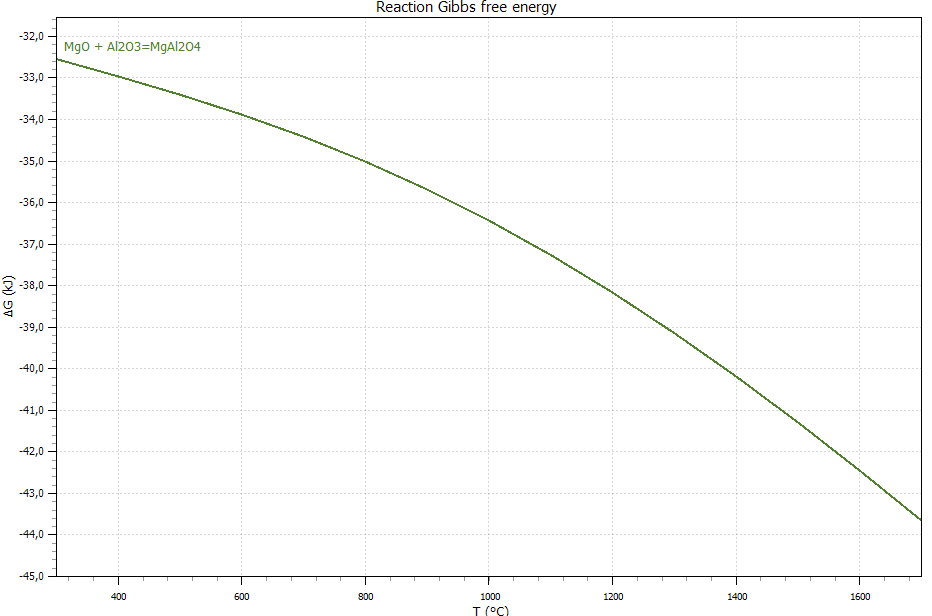 Reaction Gibbs free energy
MgO + Al2O3=MgAl2O4
ΔG (kJ)
-32,0
-33,0
-34,0
-35,0
-36,0
-37,0
-38,0
-39,0
-40,0
-41,0
-42,0
-43,0
-44,0
-45,0
400 600 800 1000 1200 1400 1600
T (°C)